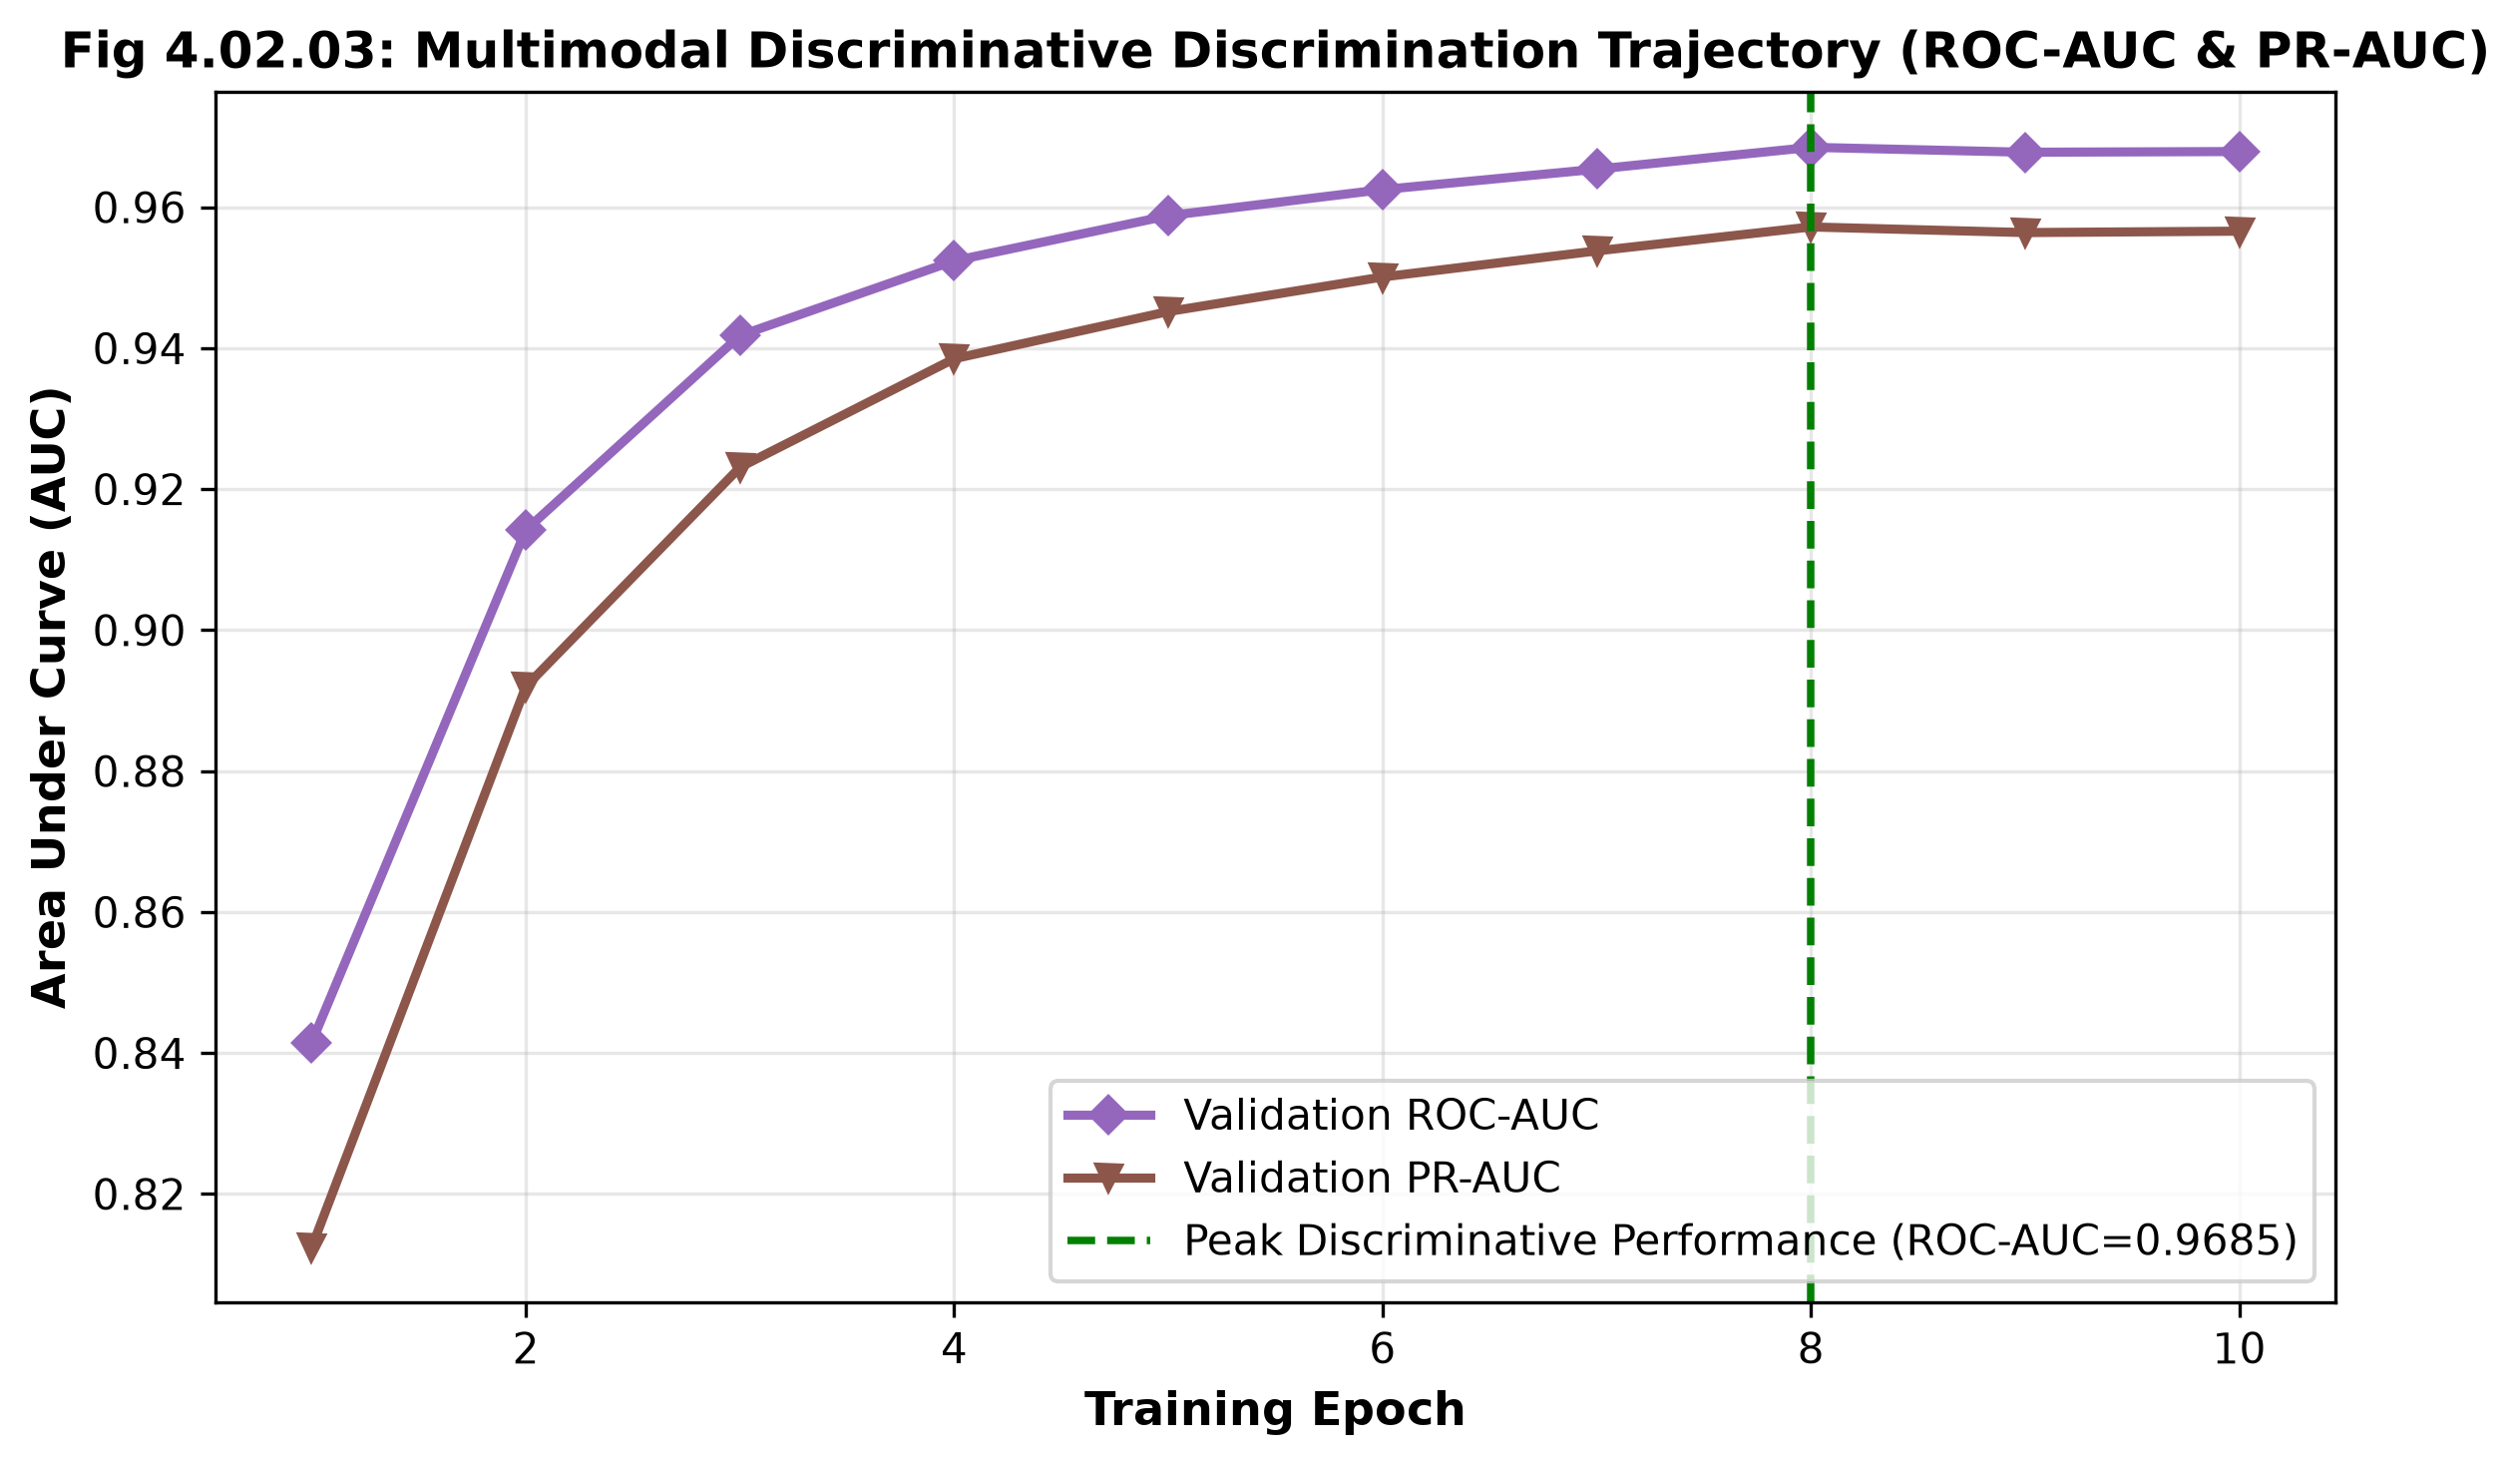 Fig 4.02.03: Multimodal Discriminative Discrimination Trajectory (ROC-AUC & PR-AUC)
Area Under Curve (AUC)
0.96
0.94
0.92
0.90
0.88
0.86
0.84
0.82
Validation ROC-AUC
Validation PR-AUC
Peak Discriminative Performance (ROC-AUC=0.9685)
2 4 6 8 10
Training Epoch